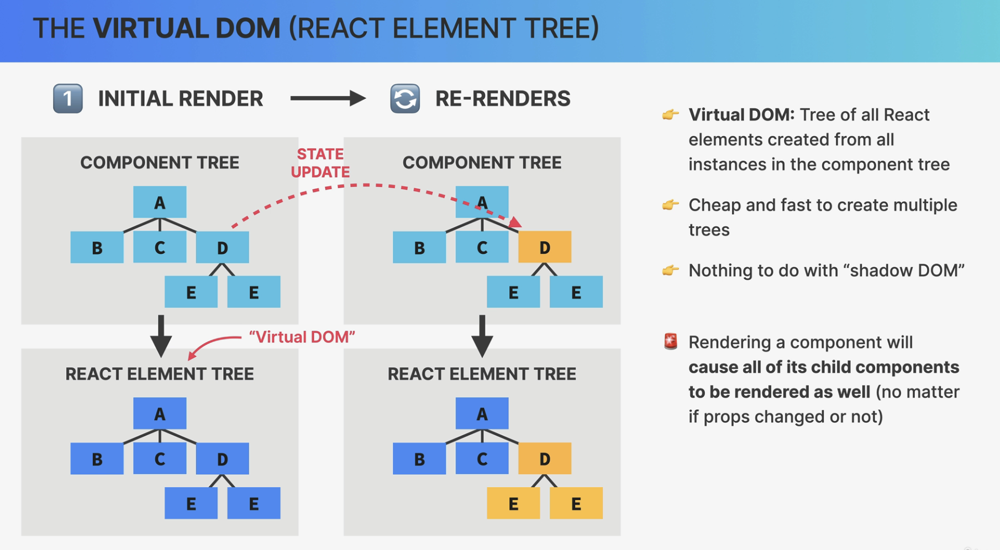 THE VIRTUAL DOM (REACT ELEMENT TREE)
1 INITIAL RENDER
RE-RENDERS
COMPONENT TREE
A
B C D
E E
STATE
UPDATE
COMPONENT TREE
A
B C D
E E
“Virtual DOM”
REACT ELEMENT TREE
A
B C D
E E
REACT ELEMENT TREE
A
B C D
E E
Virtual DOM: Tree of all React
elements created from all
instances in the component tree
Cheap and fast to create multiple
trees
Nothing to do with “shadow DOM”
Rendering a component will
cause all of its child components
to be rendered as well (no matter
if props changed or not)